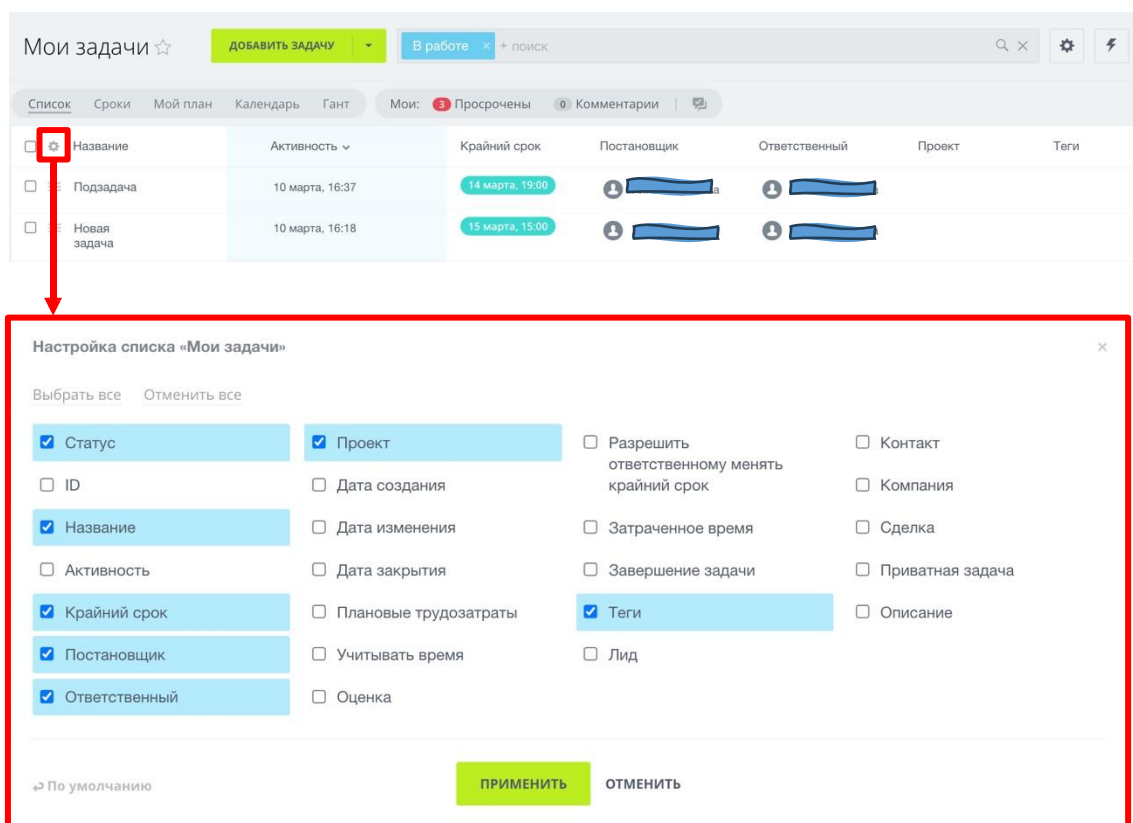 Мои задачи ДОБАВИТЬ ЗАДАЧУ В работе × + поиск
Список Сроки Мой план Календарь Гант Мои: 3 Просрочены 0 Комментарии
Название Активность Крайний срок Постановщик Ответственный Проект Теги
Подзадача 10 марта, 16:37 14 марта, 19:00
Новая задача 10 марта, 16:18 15 марта, 15:00
Настройка списка «Мои задачи»
Выбрать все Отменить все
Статус
ID
Название
Активность
Крайний срок
Постановщик
Ответственный
Проект
Дата создания
Дата изменения
Дата закрытия
Плановые трудозатраты
Учитывать время
Оценка
Разрешить
ответственному менять
крайний срок
Затраченное время
Завершение задачи
Теги
Лид
Контакт
Компания
Сделка
Приватная задача
Описание
По умолчанию ПРИМЕНИТЬ ОТМЕНИТЬ